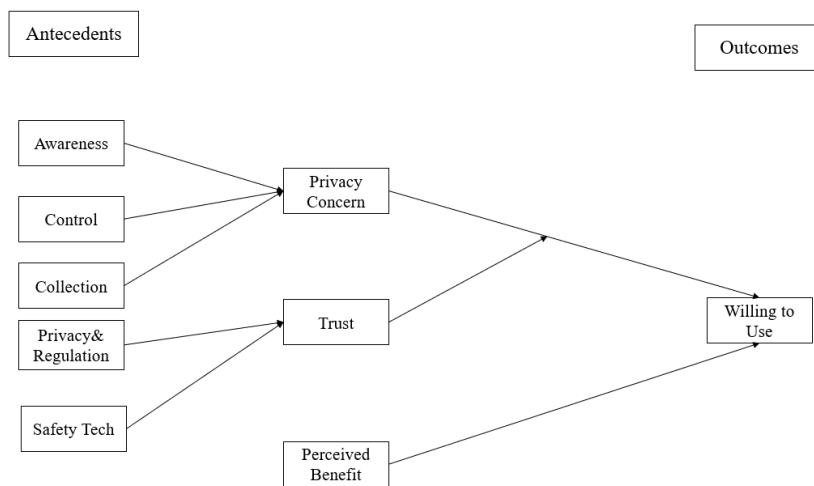 Antecedents
Outcomes
Awareness
Privacy
Concern
Control
Collection
Privacy&
Regulation
Trust
Willing to
Use
Safety Tech
Perceived
Benefit